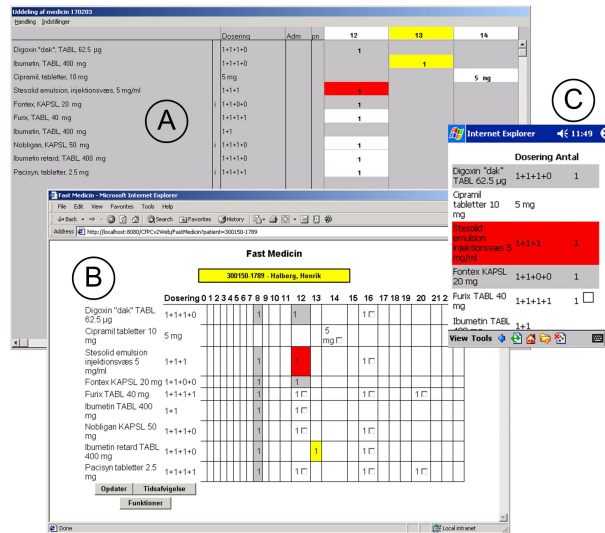 Uddeling af medicin 170203
Handling Indstillinger
Dosering Adm pn 12 13 14
Digoxin "dak", TABL, 62.5 µg 1+1+1+0 1
Ibumetin, TABL, 400 mg 1+1+1+0 1
Cipramil, tabletter, 10 mg 5 mg 5 mg
Stesolid emulsion, injektionsvæs, 5 mg/ml 1+1+1 1
Fontex, KAPSL, 20 mg i 1+1+0+0 1
Furix, TABL, 40 mg 1+1+1+1 1
Ibumetin, TABL, 400 mg 1+1
Nobligan, KAPSL, 50 mg i 1+1+1+0 1
Ibumetin retard, TABL, 400 mg 1+1+1+0 1
Pacisyn, tabletter, 2.5 mg i 1+1+1+1 1
A
C
Internet Explorer 11:49
Dosering Antal
Digoxin "dak" TABL 62.5 µg 1+1+1+0 1
Cipramil tabletter 10 mg 5 mg
Stesolid emulsion injektionsvæs 5 mg/ml 1+1+1 1
Fontex KAPSL 20 mg 1+1+0+0 1
Furix TABL 40 mg 1+1+1+1 1
Ibumetin TABL 400 mg 1+1
View Tools
Fast Medicin - Microsoft Internet Explorer
File Edit View Favorites Tools Help
Back Search Favorites History
Address http://localhost:8080/CfPCv2Web/FastMedicin?patient=300150-1789
B
Fast Medicin
300150-1789 - Halberg, Henrik
Dosering 0 1 2 3 4 5 6 7 8 9 10 11 12 13 14 15 16 17 18 19 20 21 2
Digoxin "dak" TABL 62.5 µg 1+1+1+0 1 1 1
Cipramil tabletter 10 mg 5 mg 5 mg
Stesolid emulsion injektionsvæs 5 mg/ml 1+1+1 1 1 1
Fontex KAPSL 20 mg 1+1+0+0 1 1
Furix TABL 40 mg 1+1+1+1 1 1 1 1
Ibumetin TABL 400 mg 1+1 1 1
Nobligan KAPSL 50 mg 1+1+1+0 1 1 1
Ibumetin retard TABL 400 mg 1+1+1+0 1 1 1
Pacisyn tabletter 2.5 mg 1+1+1+1 1 1 1 1
Opdater Tidsafvigelse
Funktioner
Done Local intranet